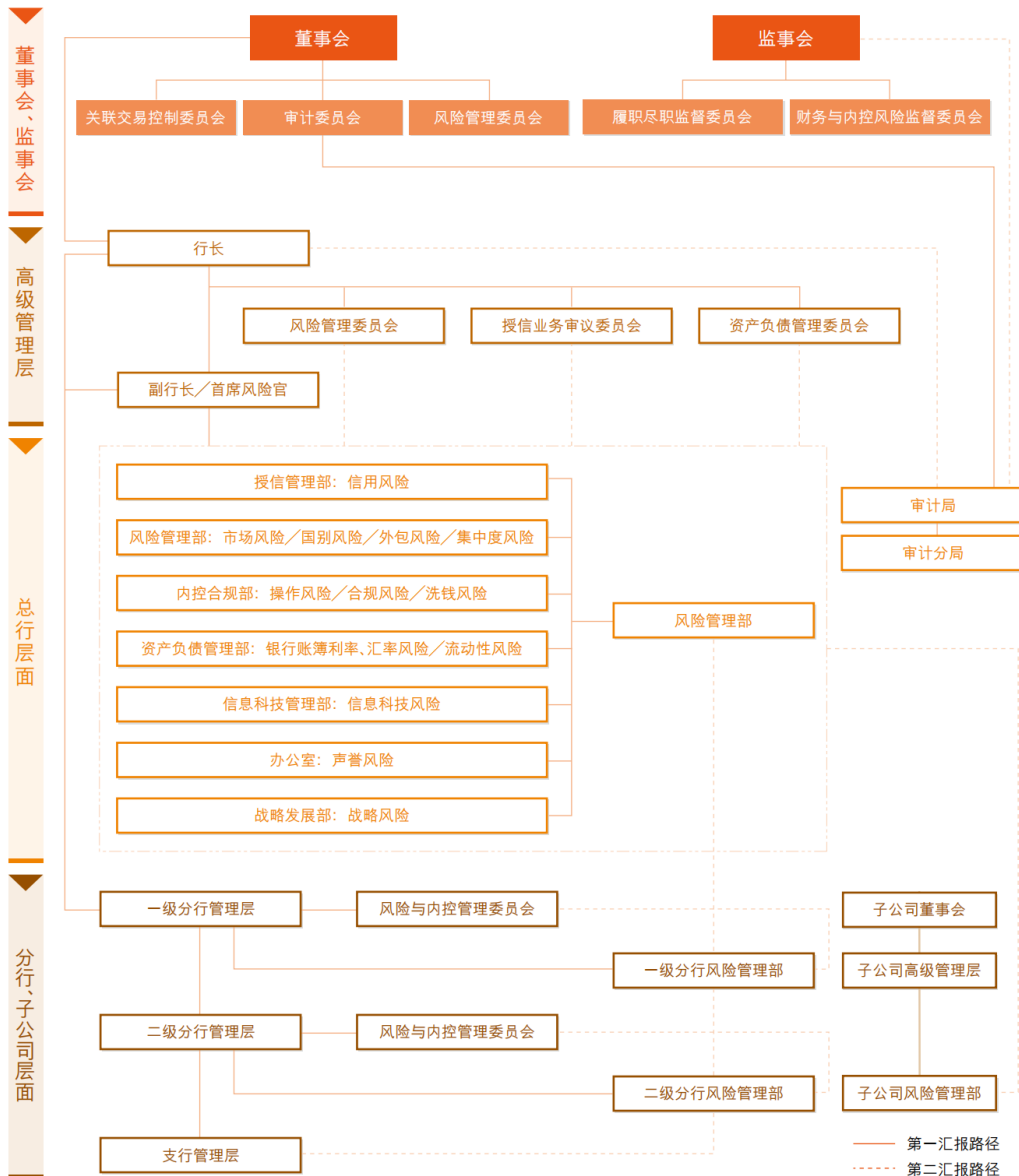 董事会、监事会
董事会
监事会
关联交易控制委员会
审计委员会
风险管理委员会
履职尽职监督委员会
财务与内控风险监督委员会
高级管理层
行长
风险管理委员会
授信业务审议委员会
资产负债管理委员会
副行长／首席风险官
总行层面
授信管理部：信用风险
风险管理部：市场风险／国别风险／外包风险／集中度风险
内控合规部：操作风险／合规风险／洗钱风险
资产负债管理部：银行账簿利率、汇率风险／流动性风险
信息科技管理部：信息科技风险
办公室：声誉风险
战略发展部：战略风险
风险管理部
审计局
审计分局
分行、子公司层面
一级分行管理层
风险与内控管理委员会
子公司董事会
一级分行风险管理部
子公司高级管理层
二级分行管理层
风险与内控管理委员会
二级分行风险管理部
子公司风险管理部
支行管理层
第一汇报路径
第二汇报路径